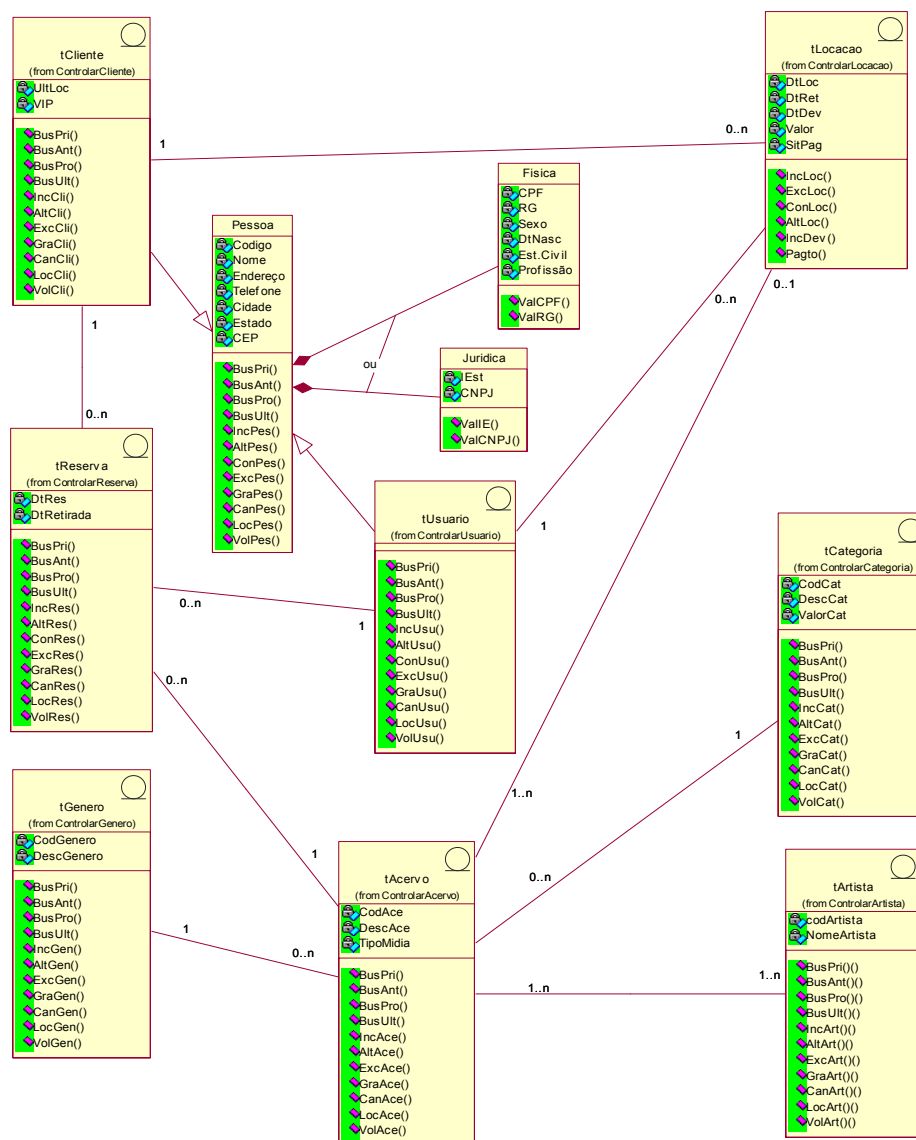 tCliente
(from ControlarCliente)
UltLoc
VIP
BusPri()
BusAnt()
BusPro()
BusUlt()
IncCli()
AltCli()
ExcCli()
GraCli()
CanCli()
LocCli()
VolCli()
tLocacao
(from ControlarLocacao)
DtLoc
DtRet
DtDev
Valor
SitPag
IncLoc()
ExcLoc()
ConLoc()
AltLoc()
IncDev()
Pagto()
1
0..n
Fisica
CPF
RG
Sexo
DtNasc
Est.Civil
Profissão
ValCPF()
ValRG()
Pessoa
Codigo
Nome
Endereço
Telefone
Cidade
Estado
CEP
BusPri()
BusAnt()
BusPro()
BusUlt()
IncPes()
AltPes()
ConPes()
ExcPes()
GraPes()
CanPes()
LocPes()
VolPes()
ou
Juridica
IEst
CNPJ
ValIE()
ValCNPJ()
0..n
0..1
1
0..n
tReserva
(from ControlarReserva)
DtRes
DtRetirada
BusPri()
BusAnt()
BusPro()
BusUlt()
IncRes()
AltRes()
ConRes()
ExcRes()
GraRes()
CanRes()
LocRes()
VolRes()
tUsuario
(from ControlarUsuario)
BusPri()
BusAnt()
BusPro()
BusUlt()
IncUsu()
AltUsu()
ConUsu()
ExcUsu()
GraUsu()
CanUsu()
LocUsu()
VolUsu()
1
0..n
1
0..n
tCategoria
(from ControlarCategoria)
CodCat
DescCat
ValorCat
BusPri()
BusAnt()
BusPro()
BusUlt()
IncCat()
AltCat()
ExcCat()
GraCat()
CanCat()
LocCat()
VolCat()
1
1..n
tGenero
(from ControlarGenero)
CodGenero
DescGenero
BusPri()
BusAnt()
BusPro()
BusUlt()
IncGen()
AltGen()
ExcGen()
GraGen()
CanGen()
LocGen()
VolGen()
1
1
0..n
0..n
tAcervo
(from ControlarAcervo)
CodAce
DescAce
TipoMidia
BusPri()
BusAnt()
BusPro()
BusUlt()
IncAce()
AltAce()
ExcAce()
GraAce()
CanAce()
LocAce()
VolAce()
1..n
1..n
tArtista
(from ControlarArtista)
codArtista
NomeArtista
BusPri()()
BusAnt()()
BusPro()()
BusUlt()()
IncArt()()
AltArt()()
ExcArt()()
GraArt()()
CanArt()()
LocArt()()
VolArt()()